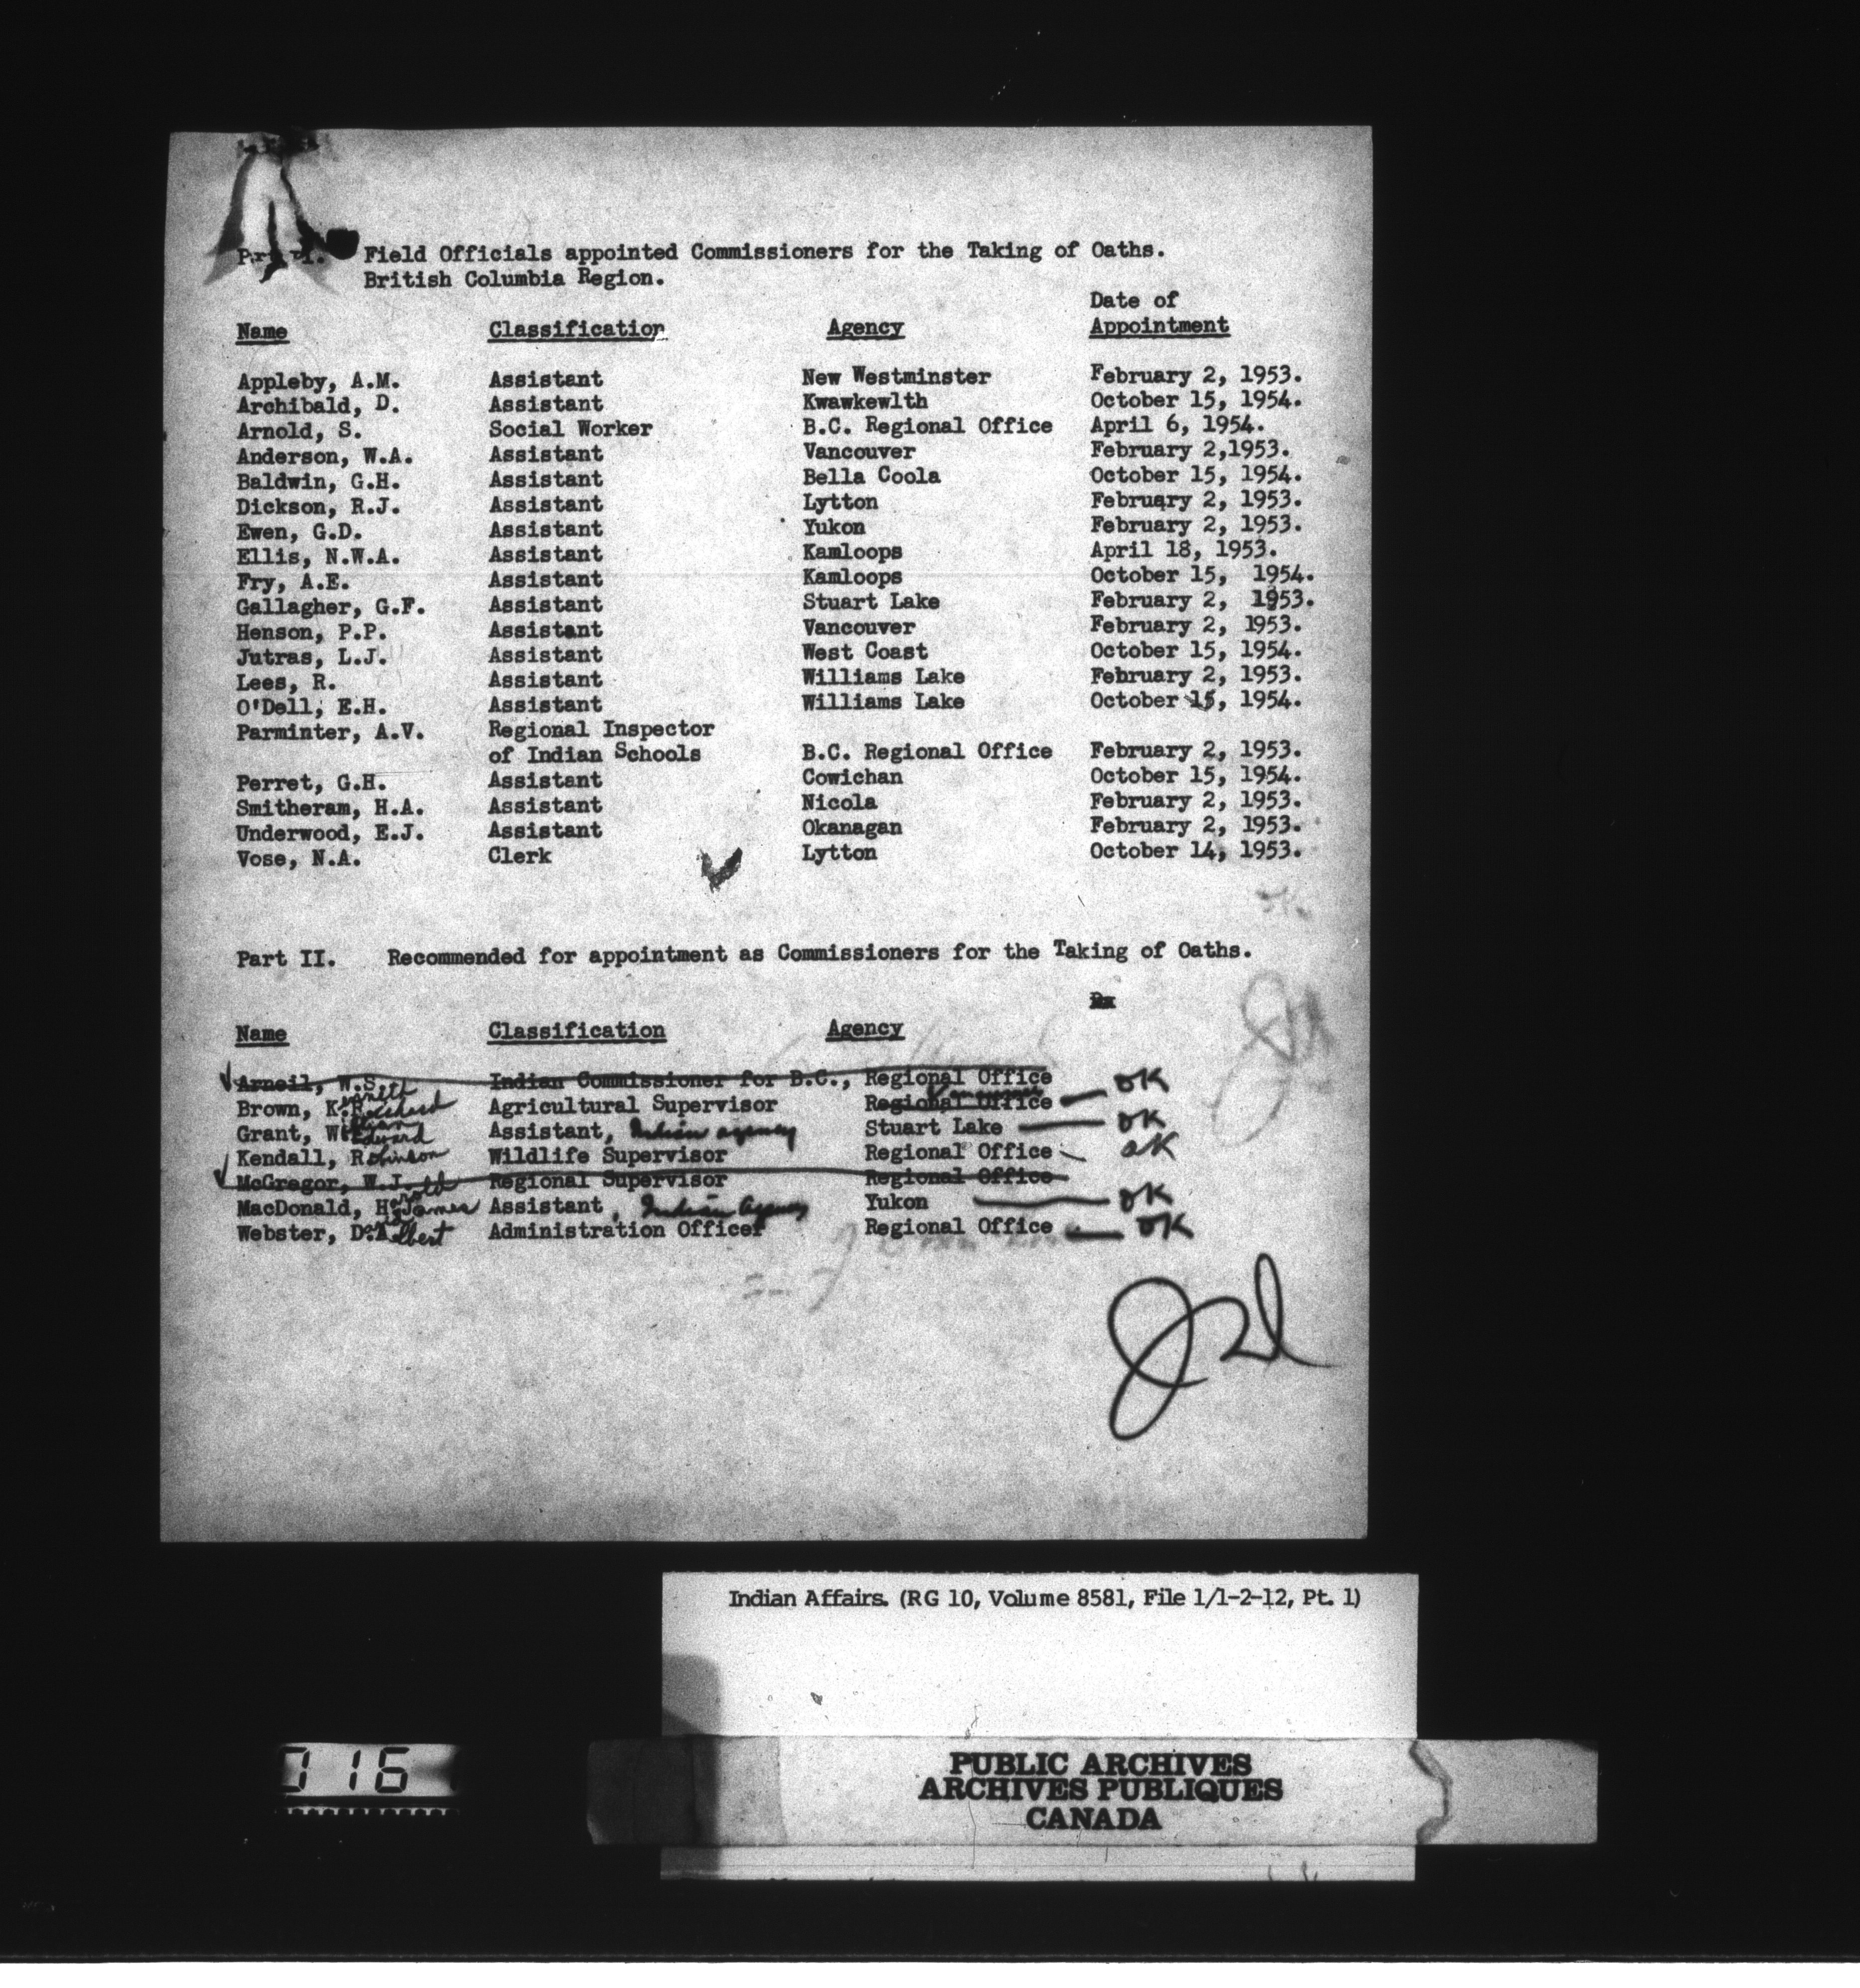 Part I. Field Officials appointed Commissioners for the Taking of Oaths.
British Columbia Region.
Date of
Name Classification Agency Appointment
Appleby, A.M. Assistant New Westminster February 2, 1953.
Archibald, D. Assistant Kwawkewlth October 15, 1954.
Arnold, S. Social Worker B.C. Regional Office April 6, 1954.
Anderson, W.A. Assistant Vancouver February 2,1953.
Baldwin, G.H. Assistant Bella Coola October 15, 1954.
Dickson, R.J. Assistant Lytton February 2, 1953.
Ewen, G.D. Assistant Yukon February 2, 1953.
Ellis, N.W.A. Assistant Kamloops April 18, 1953.
Fry, A.E. Assistant Kamloops October 15, 1954.
Gallagher, G.F. Assistant Stuart Lake February 2, 1953.
Henson, P.P. Assistant Vancouver February 2, 1953.
Jutras, L.J. Assistant West Coast October 15, 1954.
Lees, R. Assistant Williams Lake February 2, 1953.
O'Dell, E.H. Assistant Williams Lake October 15, 1954.
Parminter, A.V. Regional Inspector
of Indian Schools B.C. Regional Office February 2, 1953.
Perret, G.H. Assistant Cowichan October 15, 1954.
Smitheram, H.A. Assistant Nicola February 2, 1953.
Underwood, E.J. Assistant Okanagan February 2, 1953.
Vose, N.A. Clerk Lytton October 14, 1953.
Part II. Recommended for appointment as Commissioners for the Taking of Oaths.
Name Classification Agency
Arneil, W.S. Indian Commissioner for B.C., Regional Office
Brown, Kenneth Richard Agricultural Supervisor Regional Office OK
Grant, William Edward Assistant, Indian agency Stuart Lake OK
Kendall, Robinson Wildlife Supervisor Regional Office OK
McGregor, W.J. Regional Supervisor Regional Office
MacDonald, Harold James Assistant, Indian Agency Yukon OK
Webster, David Albert Administration Officer Regional Office OK
Indian Affairs. (RG 10, Volume 8581, File 1/1-2-12, Pt. 1)
PUBLIC ARCHIVES
ARCHIVES PUBLIQUES
CANADA
16